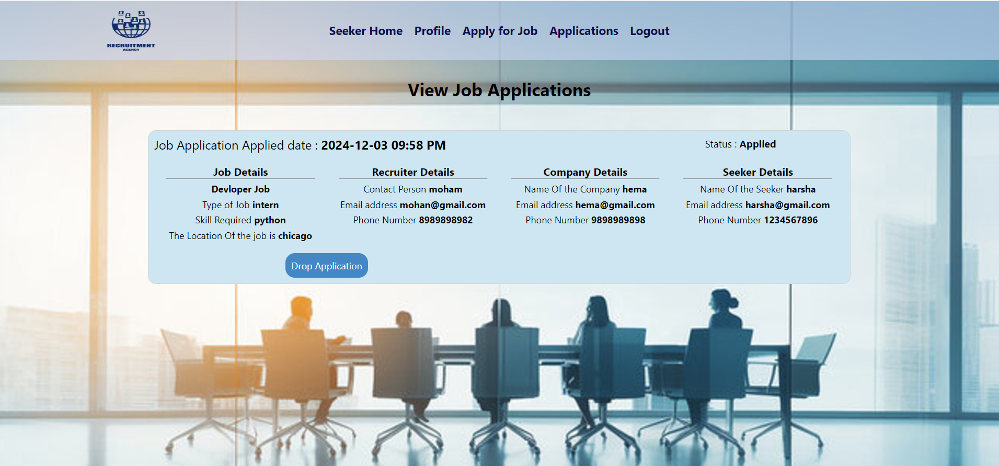 RECRUITMENT
AGENCY
Seeker Home Profile Apply for Job Applications Logout
View Job Applications
Job Application Applied date : 2024-12-03 09:58 PM
Status : Applied
Job Details
Devloper Job
Type of Job intern
Skill Required python
The Location Of the job is chicago
Recruiter Details
Contact Person moham
Email address mohan@gmail.com
Phone Number 8989898982
Company Details
Name Of the Company hema
Email address hema@gmail.com
Phone Number 9898989898
Seeker Details
Name Of the Seeker harsha
Email address harsha@gmail.com
Phone Number 1234567896
Drop Application